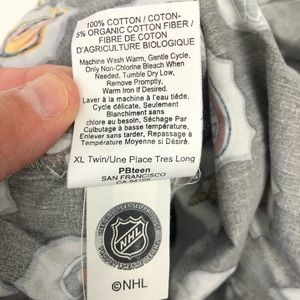 100% COTTON / COTON-
5% ORGANIC COTTON FIBER /
FIBRE DE COTON
D'AGRICULTURE BIOLOGIQUE
Machine Wash Warm, Gentle Cycle,
Only Non-Chlorine Bleach When
Needed, Tumble Dry Low,
Remove Promptly,
Warm Iron If Desired.
Laver à la machine à l'eau tiède,
Cycle délicate, Seulement
Blanchiment sans
chlore au besoin, Séchage Par
Culbutage à basse température,
Enlever sans tarder, Repassage à
Température Moyenne si Désiré.
XL Twin/Une Place Tres Long
PBteen
SAN FRANCISCO
CA 94109
NHL
©NHL